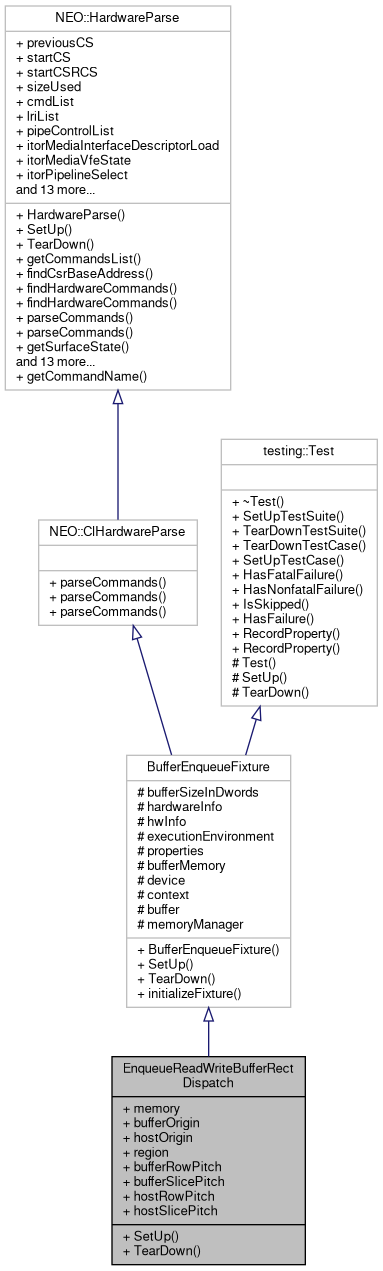 NEO::HardwareParse
+ previousCS
+ startCS
+ startCSRCS
+ sizeUsed
+ cmdList
+ lriList
+ pipeControlList
+ itorMediaInterfaceDescriptorLoad
+ itorMediaVfeState
+ itorPipelineSelect
and 13 more...
+ HardwareParse()
+ SetUp()
+ TearDown()
+ getCommandsList()
+ findCsrBaseAddress()
+ findHardwareCommands()
+ findHardwareCommands()
+ parseCommands()
+ parseCommands()
+ getSurfaceState()
and 13 more...
+ getCommandName()
testing::Test
+ ~Test()
+ SetUpTestSuite()
+ TearDownTestSuite()
+ TearDownTestCase()
+ SetUpTestCase()
+ HasFatalFailure()
+ HasNonfatalFailure()
+ IsSkipped()
+ HasFailure()
+ RecordProperty()
+ RecordProperty()
# Test()
# SetUp()
# TearDown()
NEO::ClHardwareParse
+ parseCommands()
+ parseCommands()
+ parseCommands()
BufferEnqueueFixture
# bufferSizeInDwords
# hardwareInfo
# hwInfo
# executionEnvironment
# properties
# bufferMemory
# device
# context
# buffer
# memoryManager
+ BufferEnqueueFixture()
+ SetUp()
+ TearDown()
+ initializeFixture()
EnqueueReadWriteBufferRect
Dispatch
+ memory
+ bufferOrigin
+ hostOrigin
+ region
+ bufferRowPitch
+ bufferSlicePitch
+ hostRowPitch
+ hostSlicePitch
+ SetUp()
+ TearDown()